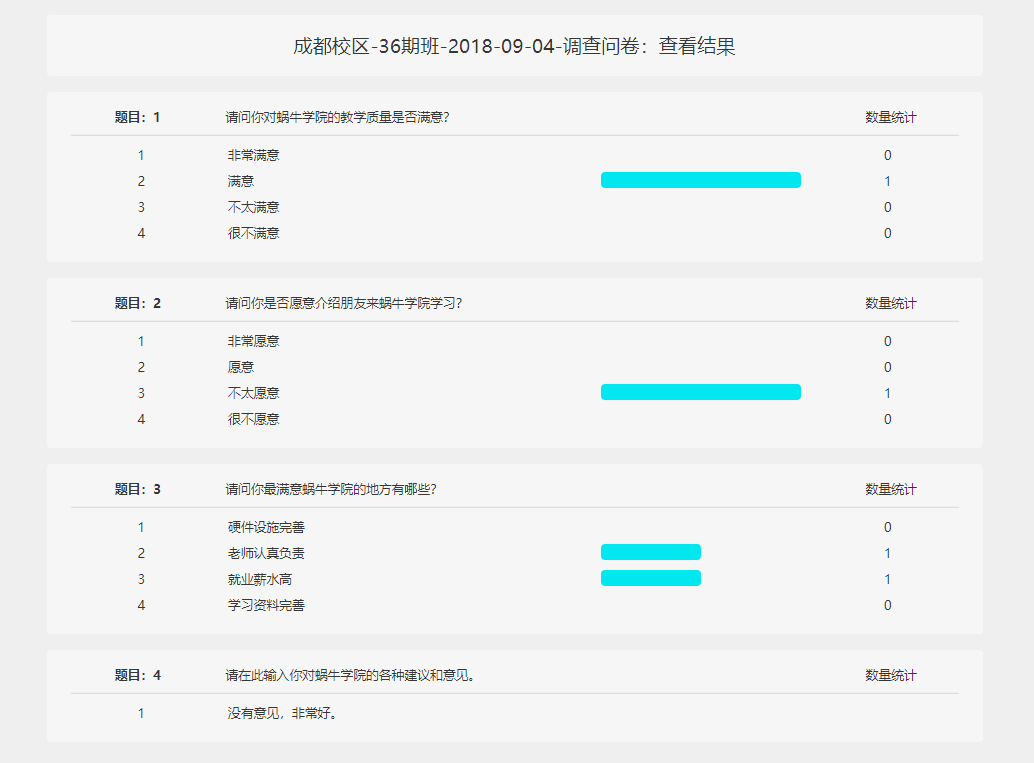 成都校区-36期班-2018-09-04-调查问卷：查看结果
题目：1 请问你对蜗牛学院的教学质量是否满意? 数量统计
1 非常满意 0
2 满意 1
3 不太满意 0
4 很不满意 0
题目：2 请问你是否愿意介绍朋友来蜗牛学院学习? 数量统计
1 非常愿意 0
2 愿意 0
3 不太愿意 1
4 很不愿意 0
题目：3 请问你最满意蜗牛学院的地方有哪些? 数量统计
1 硬件设施完善 0
2 老师认真负责 1
3 就业薪水高 1
4 学习资料完善 0
题目：4 请在此输入你对蜗牛学院的各种建议和意见。 数量统计
1 没有意见，非常好。